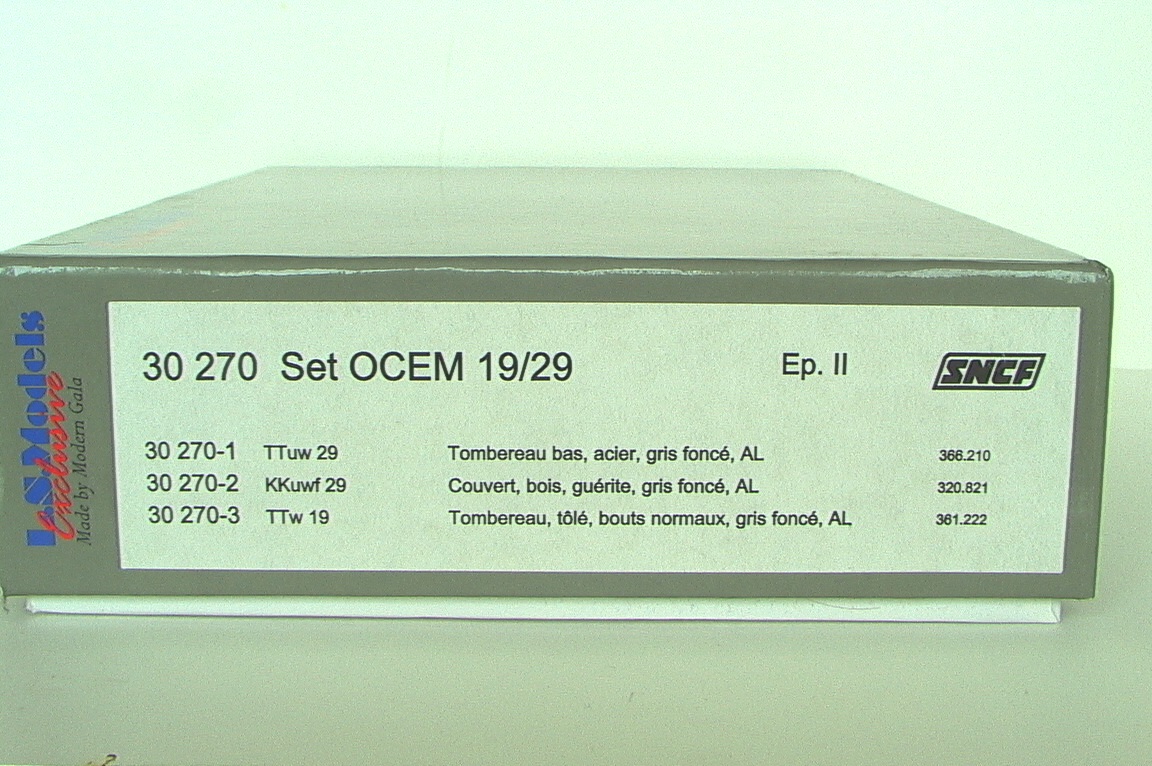 LS Models
Exclusive
Made by Modern Gala
30 270 Set OCEM 19/29 Ep. II SNCF
30 270-1 TTuw 29 Tombereau bas, acier, gris foncé, AL 366.210
30 270-2 KKuwf 29 Couvert, bois, guérite, gris foncé, AL 320.821
30 270-3 TTw 19 Tombereau, tôlé, bouts normaux, gris foncé, AL 361.222